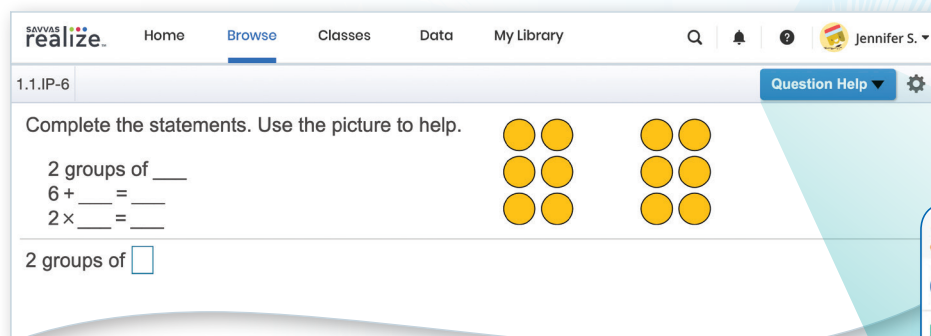 SAVVAS
realize™ Home Browse Classes Data My Library Jennifer S.
1.1.IP-6 Question Help
Complete the statements. Use the picture to help.
2 groups of ___
6 + ___ = ___
2 × ___ = ___
2 groups of